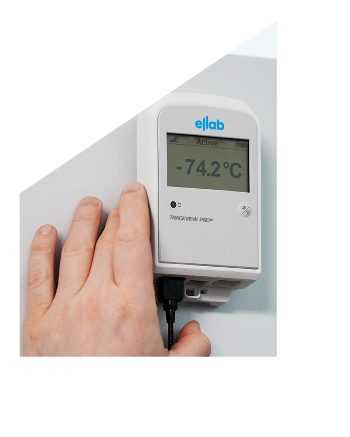 ellab
Active
-74.2°C
TRACKVIEW PRO